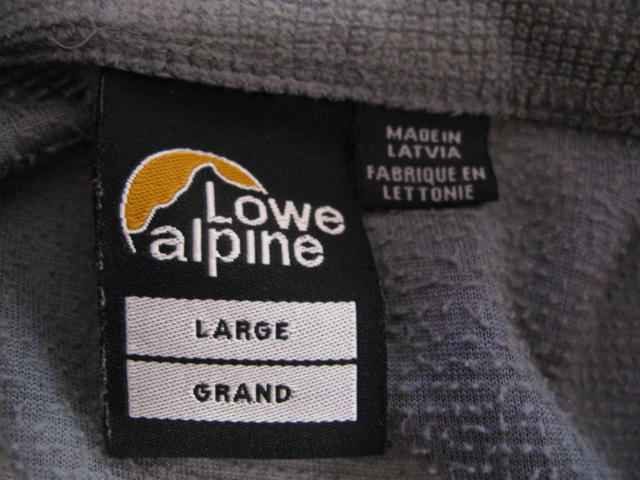 Lowe
alpine
LARGE
GRAND
MADE IN
LATVIA
FABRIQUE EN
LETTONIE